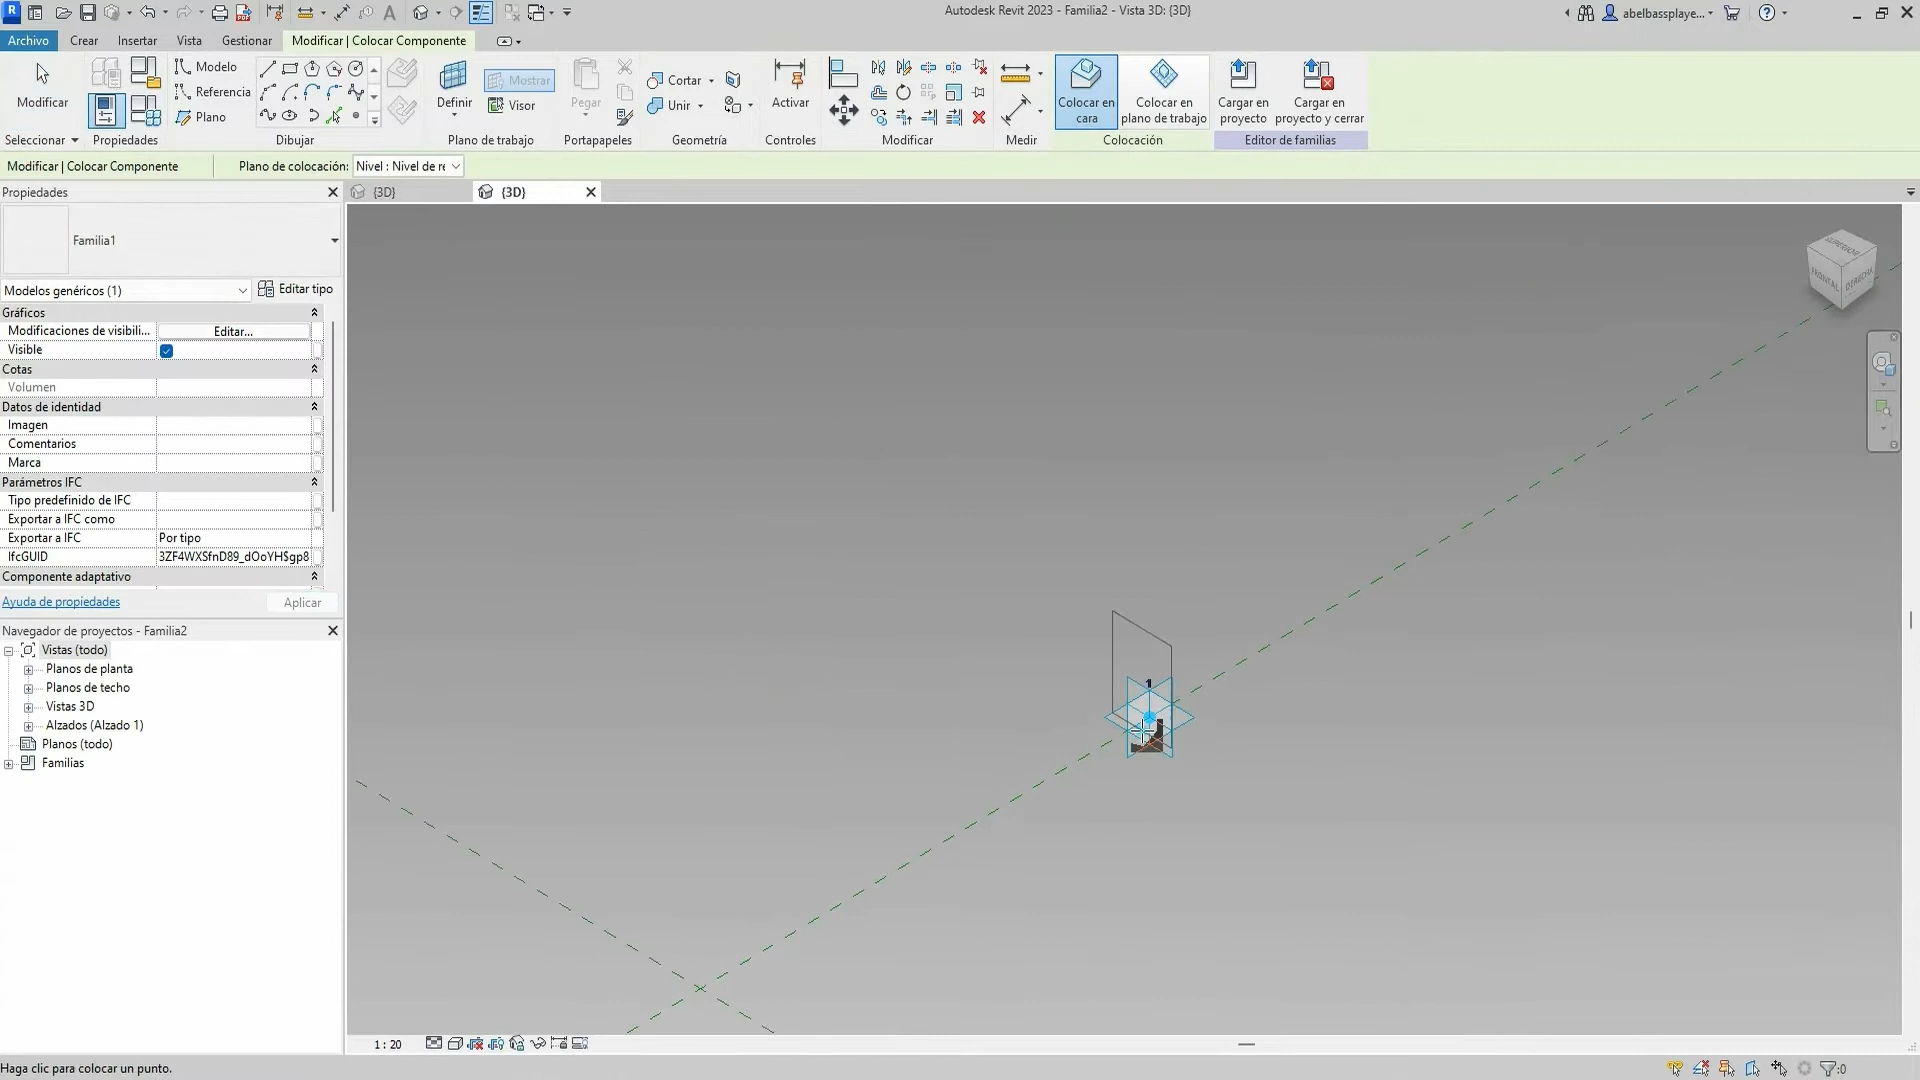 Autodesk Revit 2023 - Familia2 - Vista 3D: {3D}
abelbassplaye...
Archivo
Crear
Insertar
Vista
Gestionar
Modificar | Colocar Componente
Modificar
Modelo
Referencia
Plano
Definir
Mostrar
Visor
Pegar
Cortar
Unir
Activar
Colocar en
cara
Colocar en
plano de trabajo
Cargar en
proyecto
Cargar en
proyecto y cerrar
Seleccionar
Propiedades
Dibujar
Plano de trabajo
Portapapeles
Geometría
Controles
Modificar
Medir
Colocación
Editor de familias
Modificar | Colocar Componente
Plano de colocación:
Nivel : Nivel de re
Propiedades
{3D}
{3D}
Familia1
Modelos genéricos (1)
Editar tipo
Gráficos
Modificaciones de visibili...
Editar...
Visible
Cotas
Volumen
Datos de identidad
Imagen
Comentarios
Marca
Parámetros IFC
Tipo predefinido de IFC
Exportar a IFC como
Exportar a IFC
Por tipo
IfcGUID
3ZF4WXSfnD89_dOoYH$gp8
Componente adaptativo
Ayuda de propiedades
Aplicar
Navegador de proyectos - Familia2
Vistas (todo)
Planos de planta
Planos de techo
Vistas 3D
Alzados (Alzado 1)
Planos (todo)
Familias
SUPERIOR
FRONTAL
DERECHA
1
1 : 20
Haga clic para colocar un punto.
:0